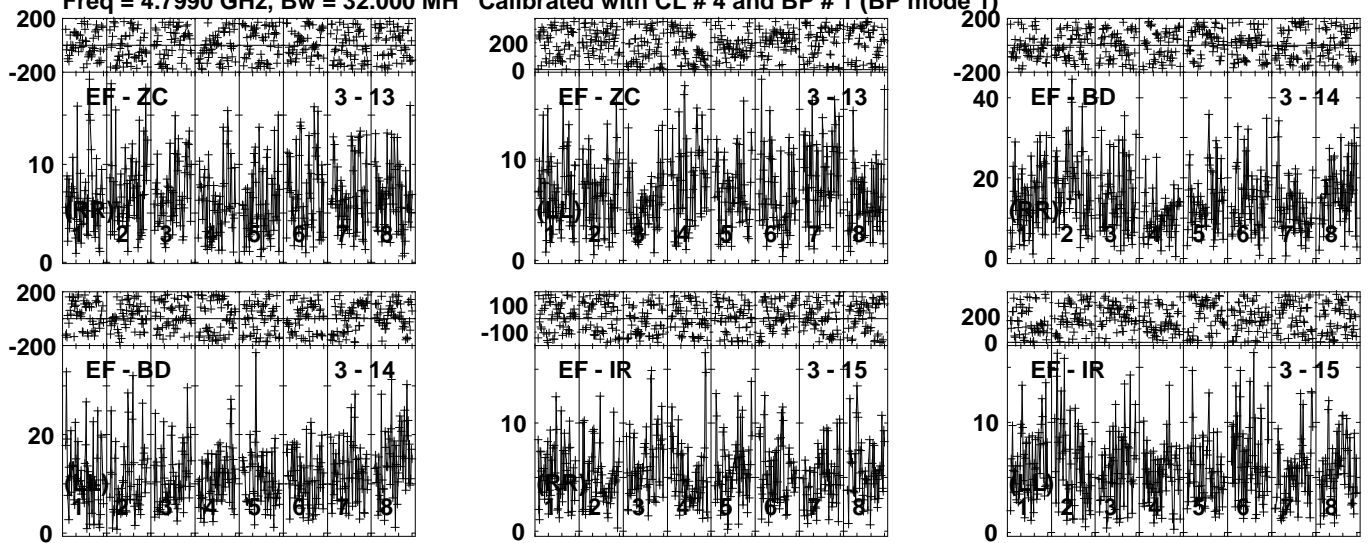 Freq = 4.7990 GHz, Bw = 32.000 MH Calibrated with CL # 4 and BP # 1 (BP mode 1)
200
-200
EF - ZC 3 - 13
10
0
(RR)
1 2 3 4 5 6 7 8
200
0
EF - ZC 3 - 13
10
0
(LL)
1 2 3 4 5 6 7 8
200
-200
40
EF - BD 3 - 14
20
0
(RR)
1 2 3 4 5 6 7 8
200
-200
EF - BD 3 - 14
20
0
(LL)
1 2 3 4 5 6 7 8
100
-100
EF - IR 3 - 15
10
0
(RR)
1 2 3 4 5 6 7 8
200
0
EF - IR 3 - 15
10
0
(LL)
1 2 3 4 5 6 7 8